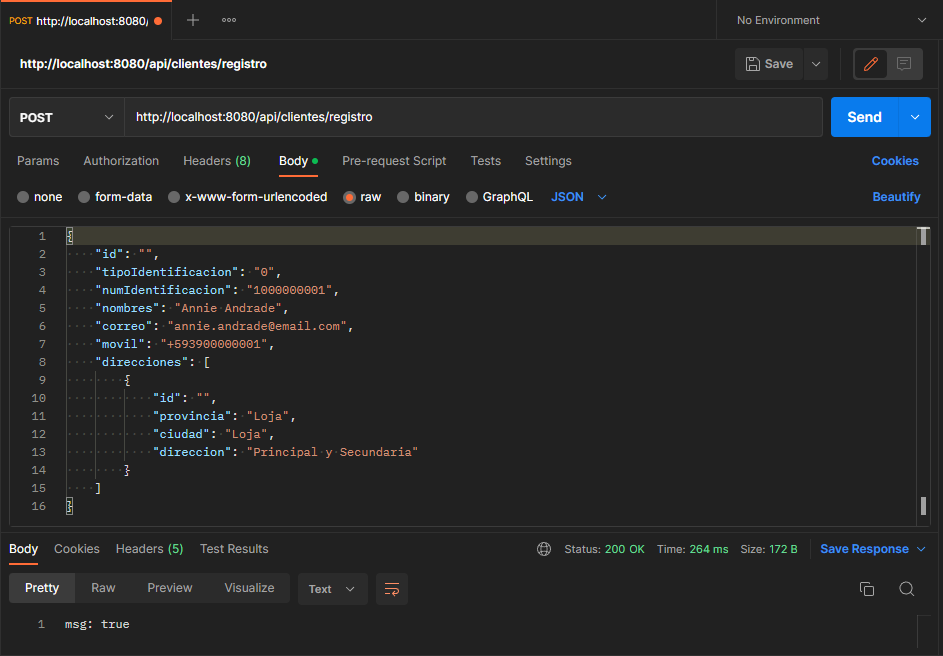 POST http://localhost:8080/
No Environment
http://localhost:8080/api/clientes/registro
Save
POST http://localhost:8080/api/clientes/registro Send
Params Authorization Headers (8) Body Pre-request Script Tests Settings Cookies
none form-data x-www-form-urlencoded raw binary GraphQL JSON Beautify
1 {
2 "id": "",
3 "tipoIdentificacion": "0",
4 "numIdentificacion": "1000000001",
5 "nombres": "Annie Andrade",
6 "correo": "annie.andrade@email.com",
7 "movil": "+593900000001",
8 "direcciones": [
9 {
10 "id": "",
11 "provincia": "Loja",
12 "ciudad": "Loja",
13 "direccion": "Principal y Secundaria"
14 }
15 ]
16 }
Body Cookies Headers (5) Test Results Status: 200 OK Time: 264 ms Size: 172 B Save Response
Pretty Raw Preview Visualize Text
1 msg: true